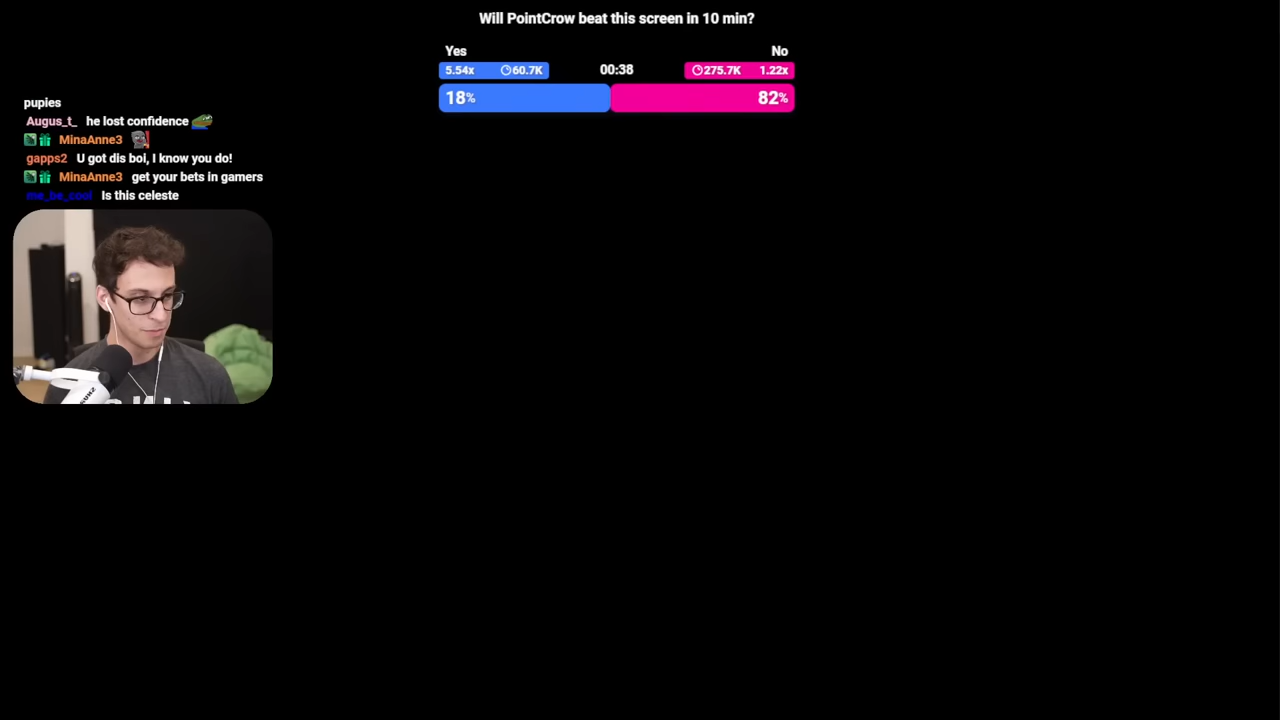 Will PointCrow beat this screen in 10 min?
Yes
No
5.54x 60.7K
00:38
275.7K 1.22x
18%
82%
pupies
Augus_t_ he lost confidence
MinaAnne3
gapps2 U got dis boi, I know you do!
MinaAnne3 get your bets in gamers
me_be_cool Is this celeste